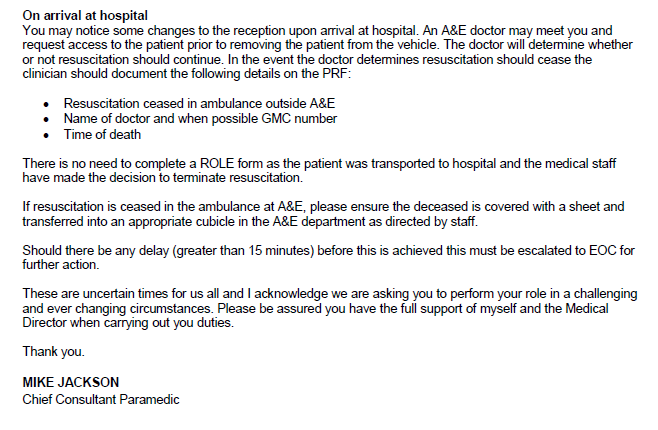 On arrival at hospital
You may notice some changes to the reception upon arrival at hospital. An A&E doctor may meet you and
request access to the patient prior to removing the patient from the vehicle. The doctor will determine whether
or not resuscitation should continue. In the event the doctor determines resuscitation should cease the
clinician should document the following details on the PRF:
• Resuscitation ceased in ambulance outside A&E
• Name of doctor and when possible GMC number
• Time of death
There is no need to complete a ROLE form as the patient was transported to hospital and the medical staff
have made the decision to terminate resuscitation.
If resuscitation is ceased in the ambulance at A&E, please ensure the deceased is covered with a sheet and
transferred into an appropriate cubicle in the A&E department as directed by staff.
Should there be any delay (greater than 15 minutes) before this is achieved this must be escalated to EOC for
further action.
These are uncertain times for us all and I acknowledge we are asking you to perform your role in a challenging
and ever changing circumstances. Please be assured you have the full support of myself and the Medical
Director when carrying out you duties.
Thank you.
MIKE JACKSON
Chief Consultant Paramedic